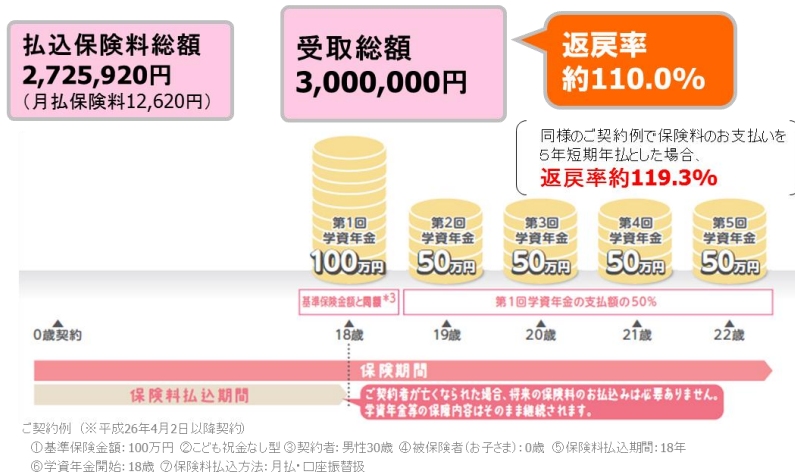 払込保険料総額
2,725,920円
（月払保険料12,620円）
受取総額
3,000,000円
返戻率
約110.0%
同様のご契約例で保険料のお支払いを
5年短期年払とした場合、
返戻率約119.3%
第1回
学資年金
100万円
第2回
学資年金
50万円
第3回
学資年金
50万円
第4回
学資年金
50万円
第5回
学資年金
50万円
基準保険金額と同額*3
第1回学資年金の支払額の50%
0歳契約
18歳
19歳
20歳
21歳
22歳
保険期間
保険料払込期間
ご契約者が亡くなられた場合、将来の保険料のお払込みは必要ありません。
学資年金等の保障内容はそのまま継続されます。
ご契約例（※平成26年4月2日以降契約）
①基準保険金額：100万円 ②こども祝金なし型 ③契約者：男性30歳 ④被保険者（お子さま）：0歳 ⑤保険料払込期間：18年
⑥学資年金開始：18歳 ⑦保険料払込方法：月払・口座振替扱